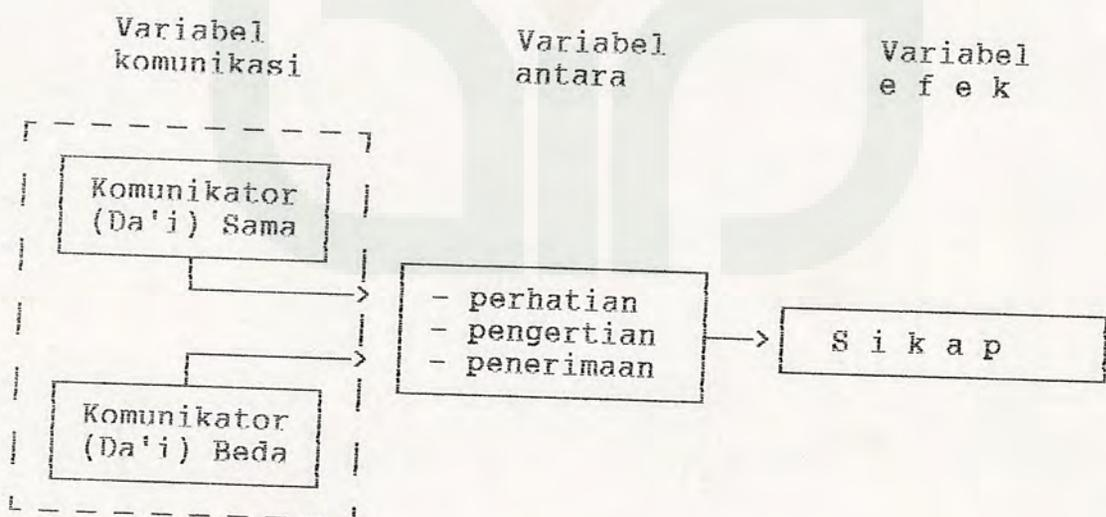 Variabel
komunikasi
Variabel
antara
Variabel
e f e k
Komunikator
(Da'i) Sama
- perhatian
- pengertian
- penerimaan
S i k a p
Komunikator
(Da'i) Beda